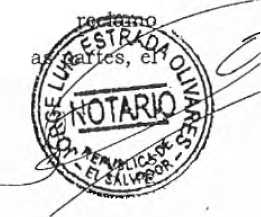 reclamo
as partes, el
JORGE LUIS ESTRADA OLIVARES
NOTARIO
REPUBLICA DE
EL SALVADOR